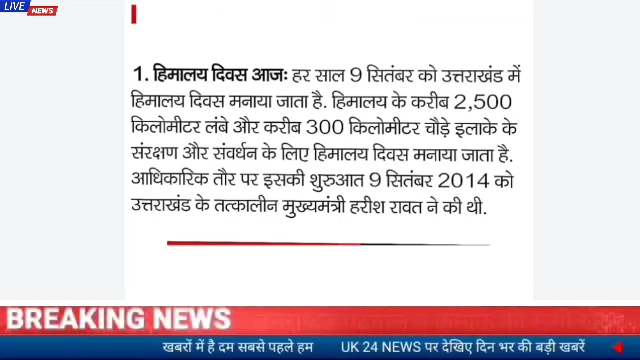 LIVE
NEWS
1. हिमालय दिवस आजः हर साल 9 सितंबर को उत्तराखंड में
हिमालय दिवस मनाया जाता है. हिमालय के करीब 2,500
किलोमीटर लंबे और करीब 300 किलोमीटर चौड़े इलाके के
संरक्षण और संवर्धन के लिए हिमालय दिवस मनाया जाता है.
आधिकारिक तौर पर इसकी शुरुआत 9 सितंबर 2014 को
उत्तराखंड के तत्कालीन मुख्यमंत्री हरीश रावत ने की थी.
BREAKING NEWS
खबरों में है दम सबसे पहले हम UK 24 NEWS पर देखिए दिन भर की बड़ी खबरें